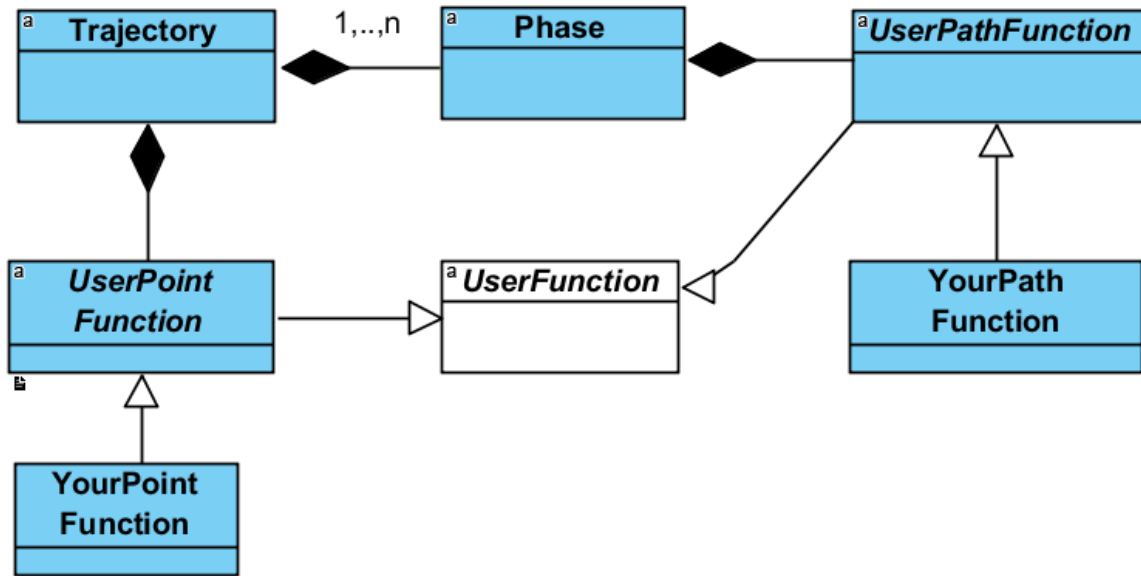 a
Trajectory
1,..,n
a
Phase
a
UserPathFunction
a
UserPoint
Function
a
UserFunction
YourPath
Function
YourPoint
Function